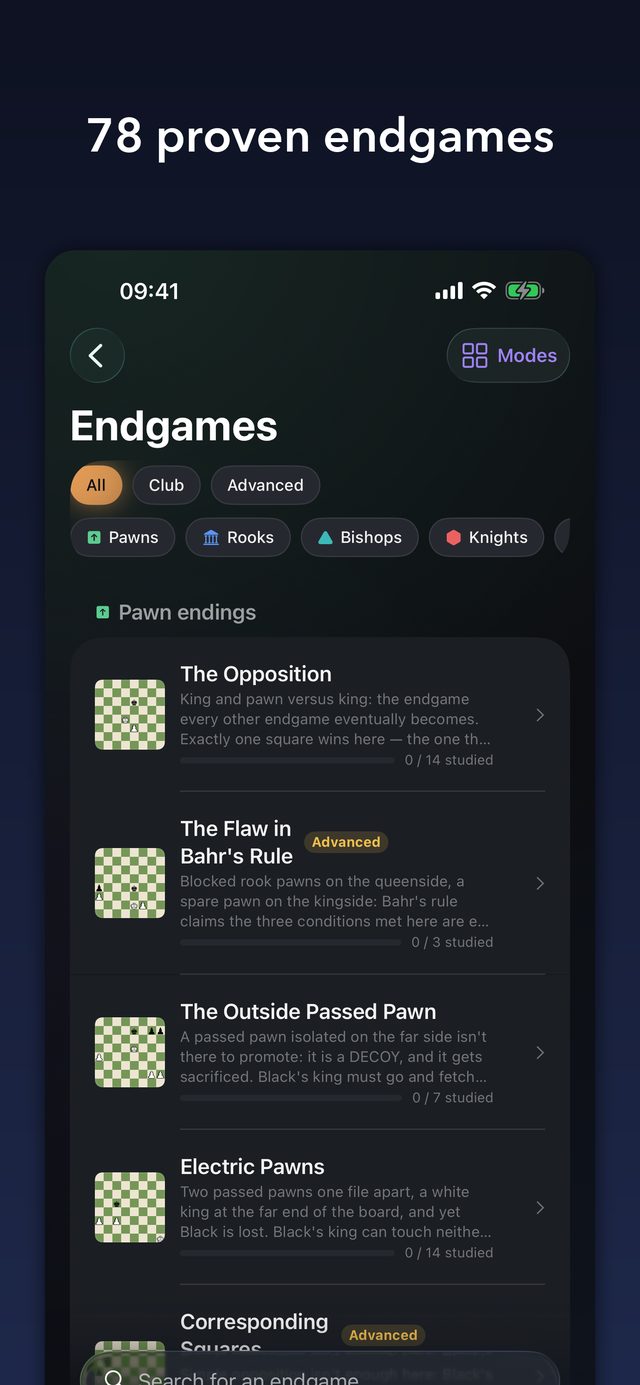 78 proven endgames
09:41
Modes
Endgames
All
Club
Advanced
Pawns
Rooks
Bishops
Knights
Pawn endings
The Opposition
King and pawn versus king: the endgame
every other endgame eventually becomes.
Exactly one square wins here — the one th...
0 / 14 studied
The Flaw in
Bahr's Rule
Advanced
Blocked rook pawns on the queenside, a
spare pawn on the kingside: Bahr's rule
claims the three conditions met here are e...
0 / 3 studied
The Outside Passed Pawn
A passed pawn isolated on the far side isn't
there to promote: it is a DECOY, and it gets
sacrificed. Black's king must go and fetch...
0 / 7 studied
Electric Pawns
Two passed pawns one file apart, a white
king at the far end of the board, and yet
Black is lost. Black's king can touch neithe...
0 / 14 studied
Corresponding
Squares
Advanced
Search for an endgame